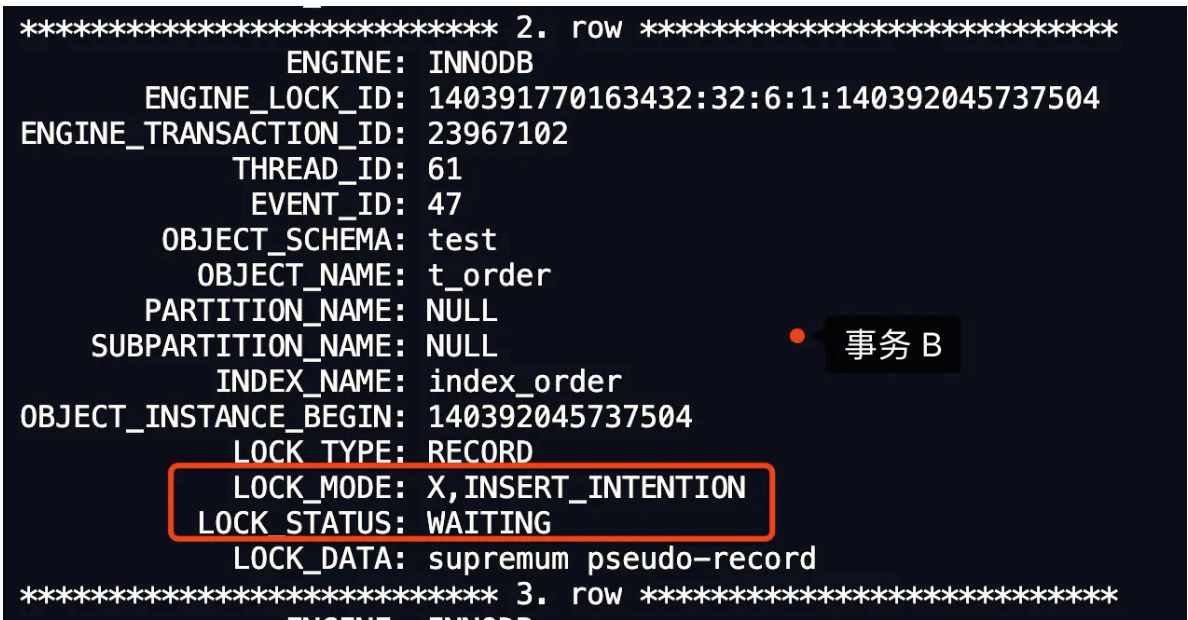 *************************** 2. row ***************************
ENGINE: INNODB
ENGINE_LOCK_ID: 140391770163432:32:6:1:140392045737504
ENGINE_TRANSACTION_ID: 23967102
THREAD_ID: 61
EVENT_ID: 47
OBJECT_SCHEMA: test
OBJECT_NAME: t_order
PARTITION_NAME: NULL
SUBPARTITION_NAME: NULL
事务 B
INDEX_NAME: index_order
OBJECT_INSTANCE_BEGIN: 140392045737504
LOCK_TYPE: RECORD
LOCK_MODE: X,INSERT_INTENTION
LOCK_STATUS: WAITING
LOCK_DATA: supremum pseudo-record
*************************** 3. row ***************************